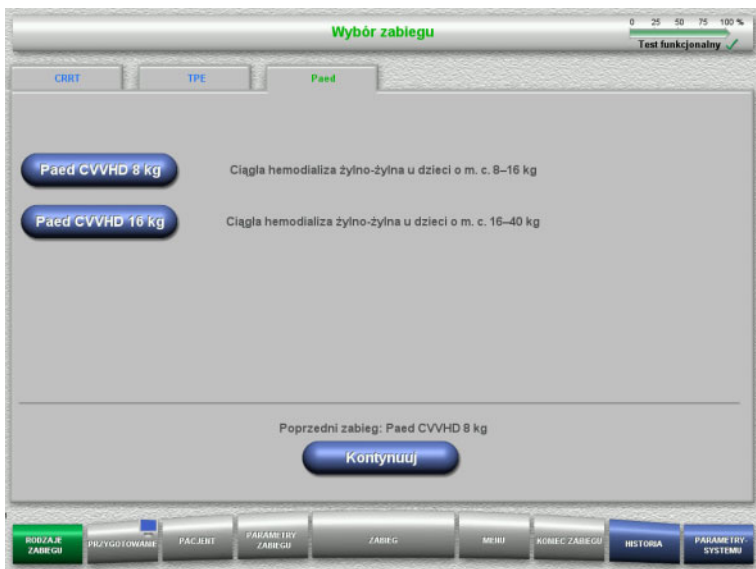 Wybór zabiegu
0 25 50 75 100 %
Test funkcjonalny
CRRT TPE Paed
Paed CVVHD 8 kg Ciągła hemodializa żylno-żylna u dzieci o m. c. 8–16 kg
Paed CVVHD 16 kg Ciągła hemodializa żylno-żylna u dzieci o m. c. 16–40 kg
Poprzedni zabieg: Paed CVVHD 8 kg
Kontynuuj
RODZAJE ZABIEGU
PRZYGOTOWANIE
PACJENT
PARAMETRY ZABIEGU
ZABIEG
MENU
KONIEC ZABIEGU
HISTORIA
PARAMETRY-SYSTEMU